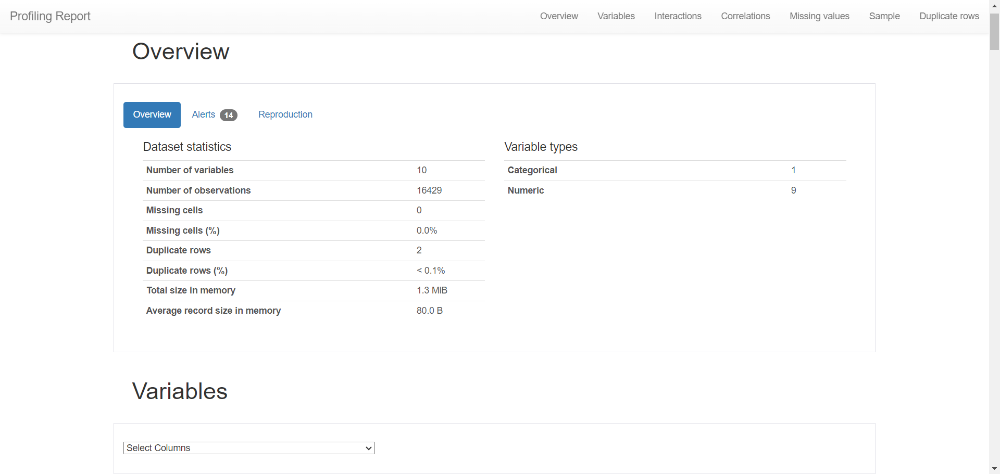 Profiling Report
Overview Variables Interactions Correlations Missing values Sample Duplicate rows
Overview
Overview Alerts 14 Reproduction
Dataset statistics
Number of variables 10
Number of observations 16429
Missing cells 0
Missing cells (%) 0.0%
Duplicate rows 2
Duplicate rows (%) < 0.1%
Total size in memory 1.3 MiB
Average record size in memory 80.0 B
Variable types
Categorical 1
Numeric 9
Variables
Select Columns